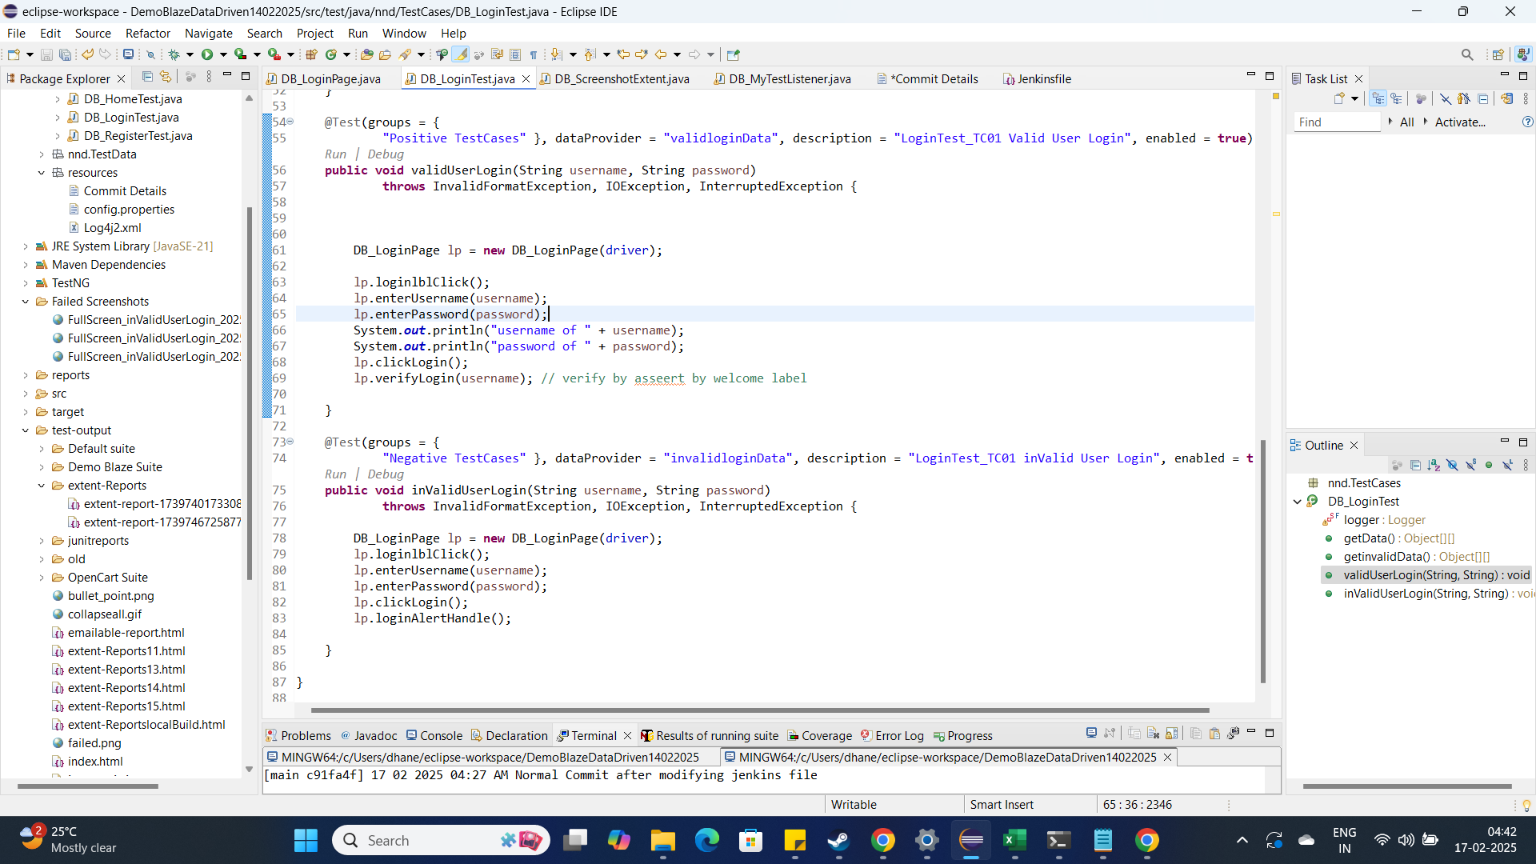 eclipse-workspace - DemoBlazeDataDriven14022025/src/test/java/nnd/TestCases/DB_LoginTest.java - Eclipse IDE
File Edit Source Refactor Navigate Search Project Run Window Help
Package Explorer
DB_HomeTest.java
DB_LoginTest.java
DB_RegisterTest.java
nnd.TestData
resources
Commit Details
config.properties
Log4j2.xml
JRE System Library [JavaSE-21]
Maven Dependencies
TestNG
Failed Screenshots
FullScreen_inValidUserLogin_202
FullScreen_inValidUserLogin_202
FullScreen_inValidUserLogin_202
reports
src
target
test-output
Default suite
Demo Blaze Suite
extent-Reports
extent-report-1739740173308
extent-report-1739746725877
junitreports
old
OpenCart Suite
bullet_point.png
collapseall.gif
emailable-report.html
extent-Reports11.html
extent-Reports13.html
extent-Reports14.html
extent-Reports15.html
extent-ReportslocalBuild.html
failed.png
index.html
DB_LoginPage.java DB_LoginTest.java DB_ScreenshotExtent.java DB_MyTestListener.java *Commit Details Jenkinsfile
52 }
53
54 @Test(groups = {
55 "Positive TestCases" }, dataProvider = "validloginData", description = "LoginTest_TC01 Valid User Login", enabled = true)
Run | Debug
56 public void validUserLogin(String username, String password)
57 throws InvalidFormatException, IOException, InterruptedException {
58
59
60
61 DB_LoginPage lp = new DB_LoginPage(driver);
62
63 lp.loginlblClick();
64 lp.enterUsername(username);
65 lp.enterPassword(password);
66 System.out.println("username of " + username);
67 System.out.println("password of " + password);
68 lp.clickLogin();
69 lp.verifyLogin(username); // verify by asseert by welcome label
70
71 }
72
73 @Test(groups = {
74 "Negative TestCases" }, dataProvider = "invalidloginData", description = "LoginTest_TC01 inValid User Login", enabled = t
Run | Debug
75 public void inValidUserLogin(String username, String password)
76 throws InvalidFormatException, IOException, InterruptedException {
77
78 DB_LoginPage lp = new DB_LoginPage(driver);
79 lp.loginlblClick();
80 lp.enterUsername(username);
81 lp.enterPassword(password);
82 lp.clickLogin();
83 lp.loginAlertHandle();
84
85 }
86
87 }
88
Problems Javadoc Console Declaration Terminal Results of running suite Coverage Error Log Progress
MINGW64:/c/Users/dhane/eclipse-workspace/DemoBlazeDataDriven14022025 MINGW64:/c/Users/dhane/eclipse-workspace/DemoBlazeDataDriven14022025
[main c91fa4f] 17 02 2025 04:27 AM Normal Commit after modifying jenkins file
Task List
Find All Activate...
Outline
nnd.TestCases
DB_LoginTest
logger : Logger
getData() : Object[][]
getinvalidData() : Object[][]
validUserLogin(String, String) : void
inValidUserLogin(String, String) : voi
Writable Smart Insert 65 : 36 : 2346
2
25°C
Mostly clear
Search
ENG
IN
04:42
17-02-2025